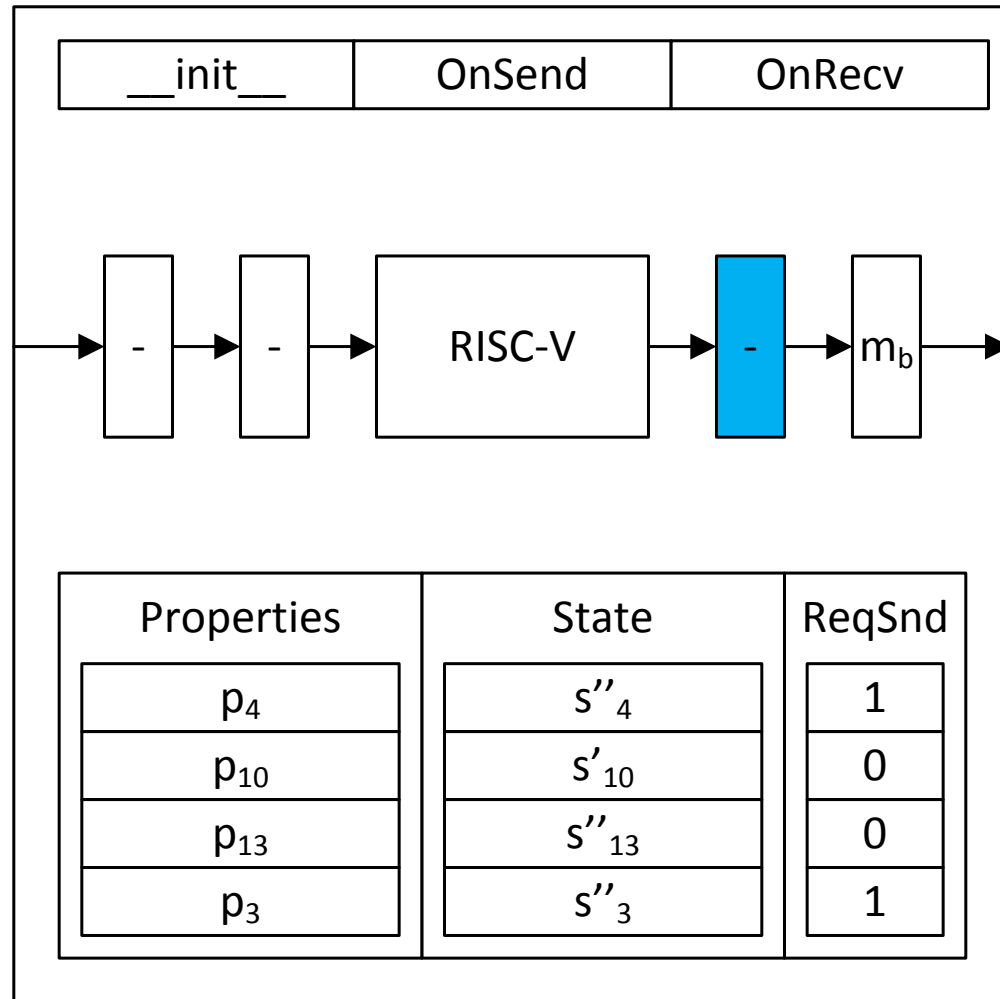 __init__ OnSend OnRecv
- - RISC-V - m_b
Properties State ReqSnd
p_4 s’’_4 1
p_10 s’_10 0
p_13 s’’_13 0
p_3 s’’_3 1